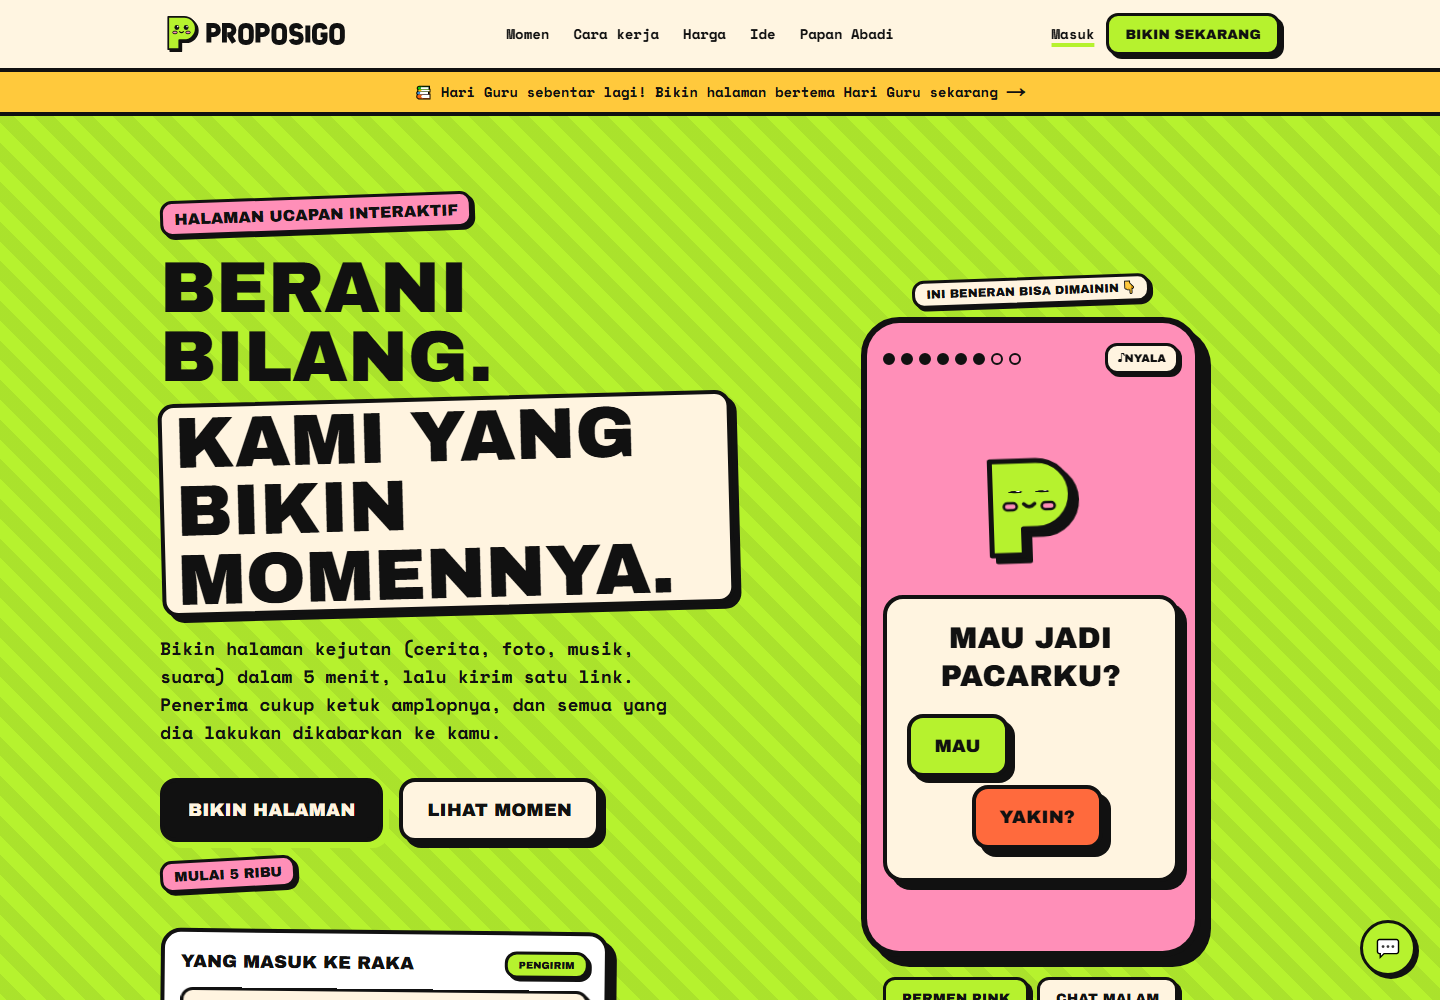 PROPOSIGO
Momen Cara kerja Harga Ide Papan Abadi
Masuk BIKIN SEKARANG
Hari Guru sebentar lagi! Bikin halaman bertema Hari Guru sekarang →
HALAMAN UCAPAN INTERAKTIF
BERANI
BILANG.
KAMI YANG
BIKIN
MOMENNYA.
Bikin halaman kejutan (cerita, foto, musik,
suara) dalam 5 menit, lalu kirim satu link.
Penerima cukup ketuk amplopnya, dan semua yang
dia lakukan dikabarkan ke kamu.
BIKIN HALAMAN LIHAT MOMEN
MULAI 5 RIBU
YANG MASUK KE RAKA PENGIRIM
INI BENERAN BISA DIMAININ 👇
♪NYALA
MAU JADI
PACARKU?
MAU
YAKIN?
PERMEN PINK CHAT MALAM